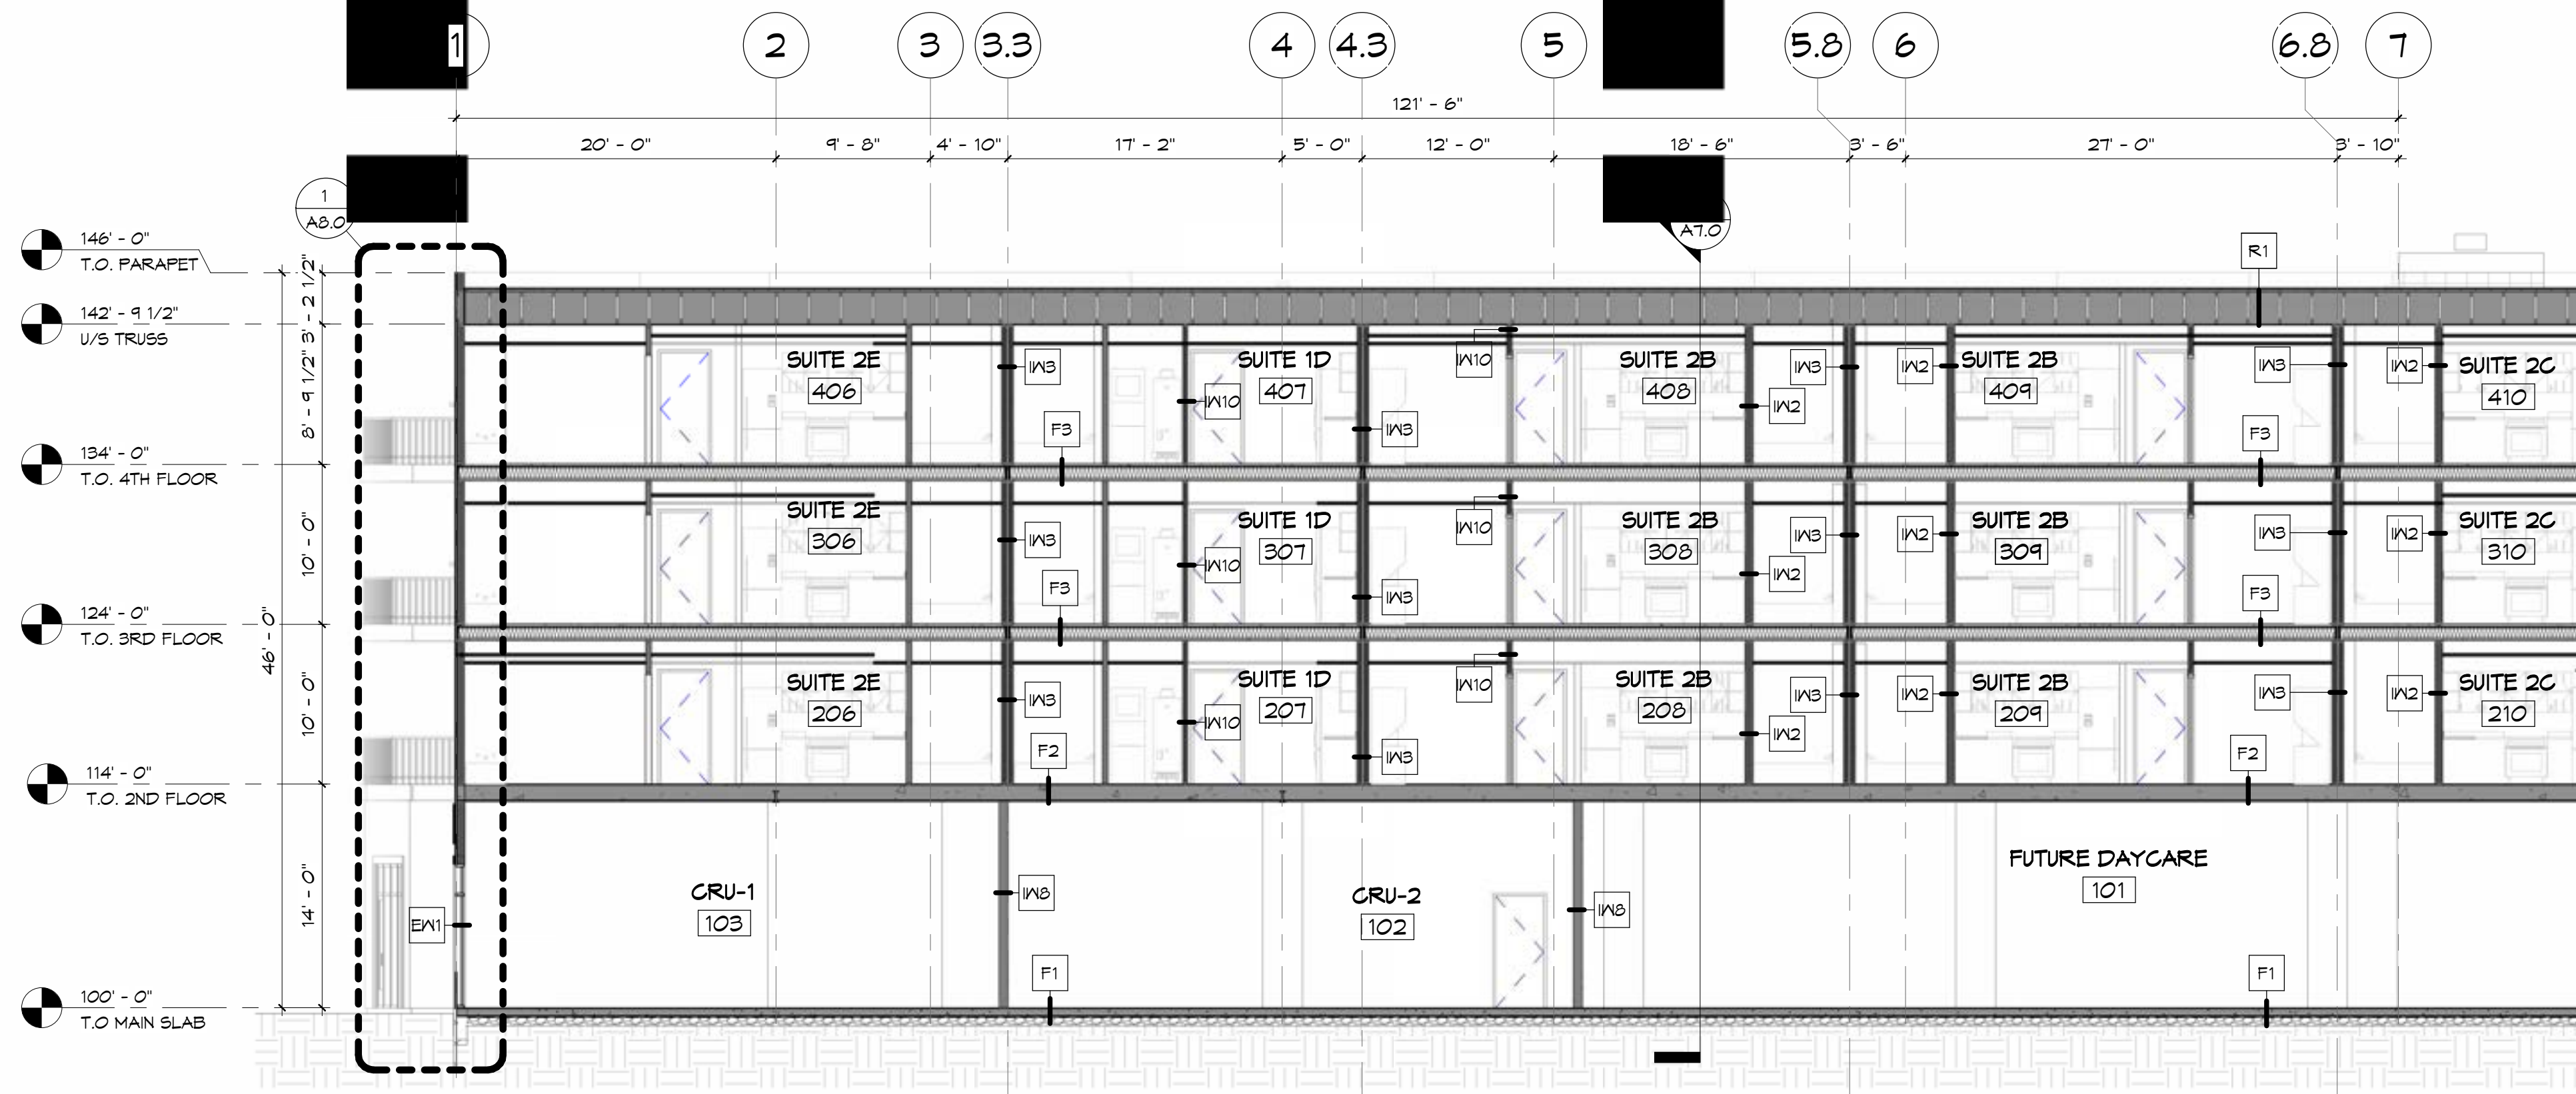 1 2 3 3.3 4 4.3 5 5.8 6 6.8 7
121' - 6"
20' - 0" 9' - 8" 4' - 10" 17' - 2" 5' - 0" 12' - 0" 18' - 6" 3' - 6" 27' - 0" 3' - 10"
1
A8.0
A7.0
146' - 0"
T.O. PARAPET
R1
3' - 2 1/2"
142' - 9 1/2"
U/S TRUSS
8' - 9 1/2"
IW10
SUITE 2E
406
IW3
SUITE 1D
407
SUITE 2B
408
IW3
IW2
SUITE 2B
409
IW3
IW2
SUITE 2C
410
IW10
IW2
F3
IW3
F3
134' - 0"
T.O. 4TH FLOOR
10' - 0"
SUITE 2E
306
IW3
SUITE 1D
307
IW10
SUITE 2B
308
IW3
IW2
SUITE 2B
309
IW3
IW2
SUITE 2C
310
IW10
IW2
F3
IW3
F3
124' - 0"
T.O. 3RD FLOOR
46' - 0"
10' - 0"
SUITE 2E
206
IW3
SUITE 1D
207
IW10
SUITE 2B
208
IW3
IW2
SUITE 2B
209
IW3
IW2
SUITE 2C
210
IW10
IW2
F2
IW3
F2
114' - 0"
T.O. 2ND FLOOR
14' - 0"
EW1
CRU-1
103
IW8
CRU-2
102
IW8
FUTURE DAYCARE
101
F1
F1
100' - 0"
T.O MAIN SLAB